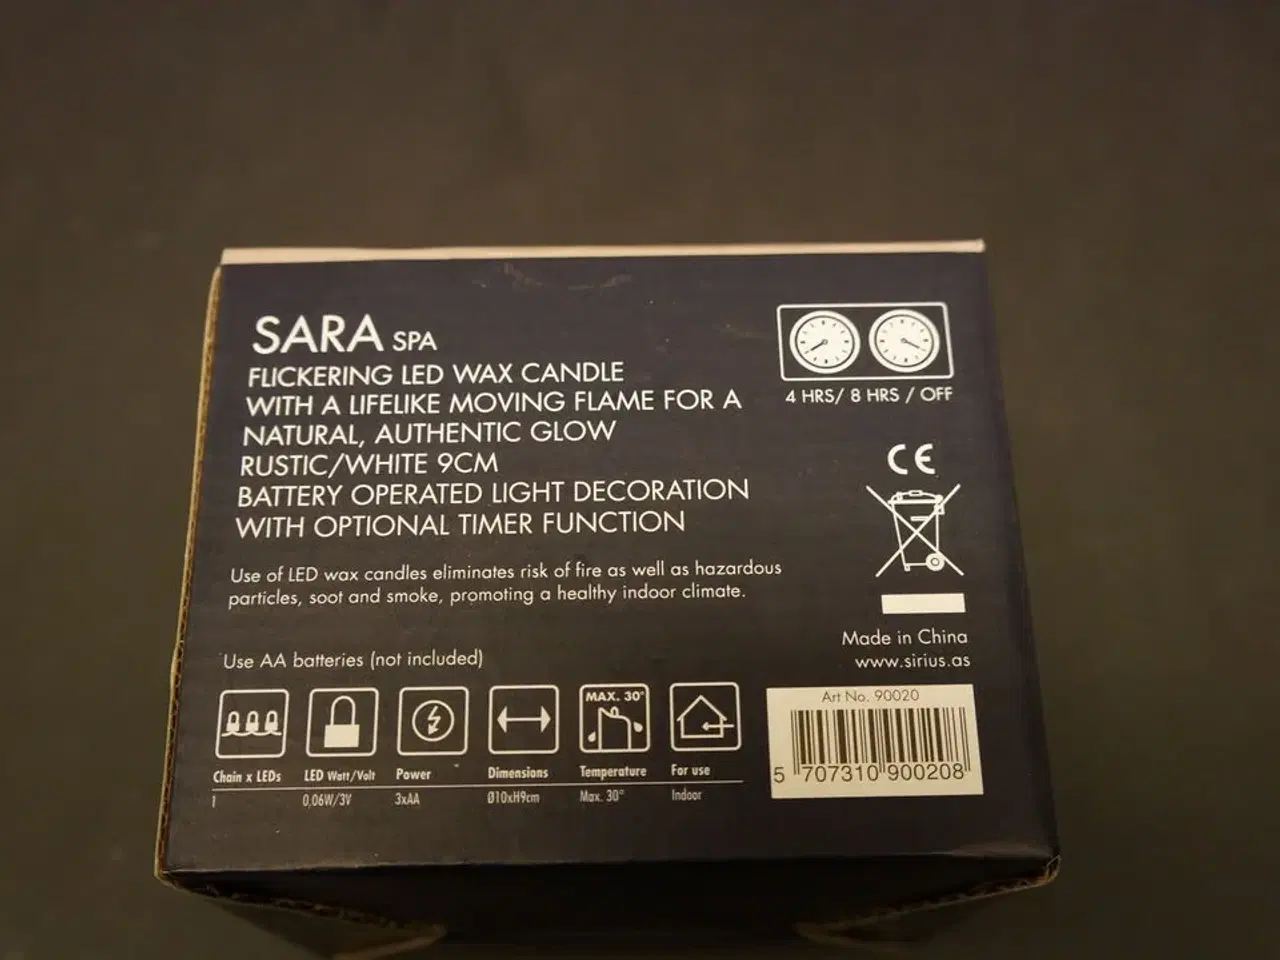 SARA SPA
FLICKERING LED WAX CANDLE
WITH A LIFELIKE MOVING FLAME FOR A
NATURAL, AUTHENTIC GLOW
RUSTIC/WHITE 9CM
BATTERY OPERATED LIGHT DECORATION
WITH OPTIONAL TIMER FUNCTION
4 HRS/ 8 HRS / OFF
CE
Use of LED wax candles eliminates risk of fire as well as hazardous
particles, soot and smoke, promoting a healthy indoor climate.
Made in China
www.sirius.as
Use AA batteries (not included)
MAX. 30°
Chain x LEDs LED Watt/Volt Power Dimensions Temperature For use
1 0,06W/3V 3xAA Ø10xH9cm Max. 30° Indoor
Art No. 90020
5 707310 900208